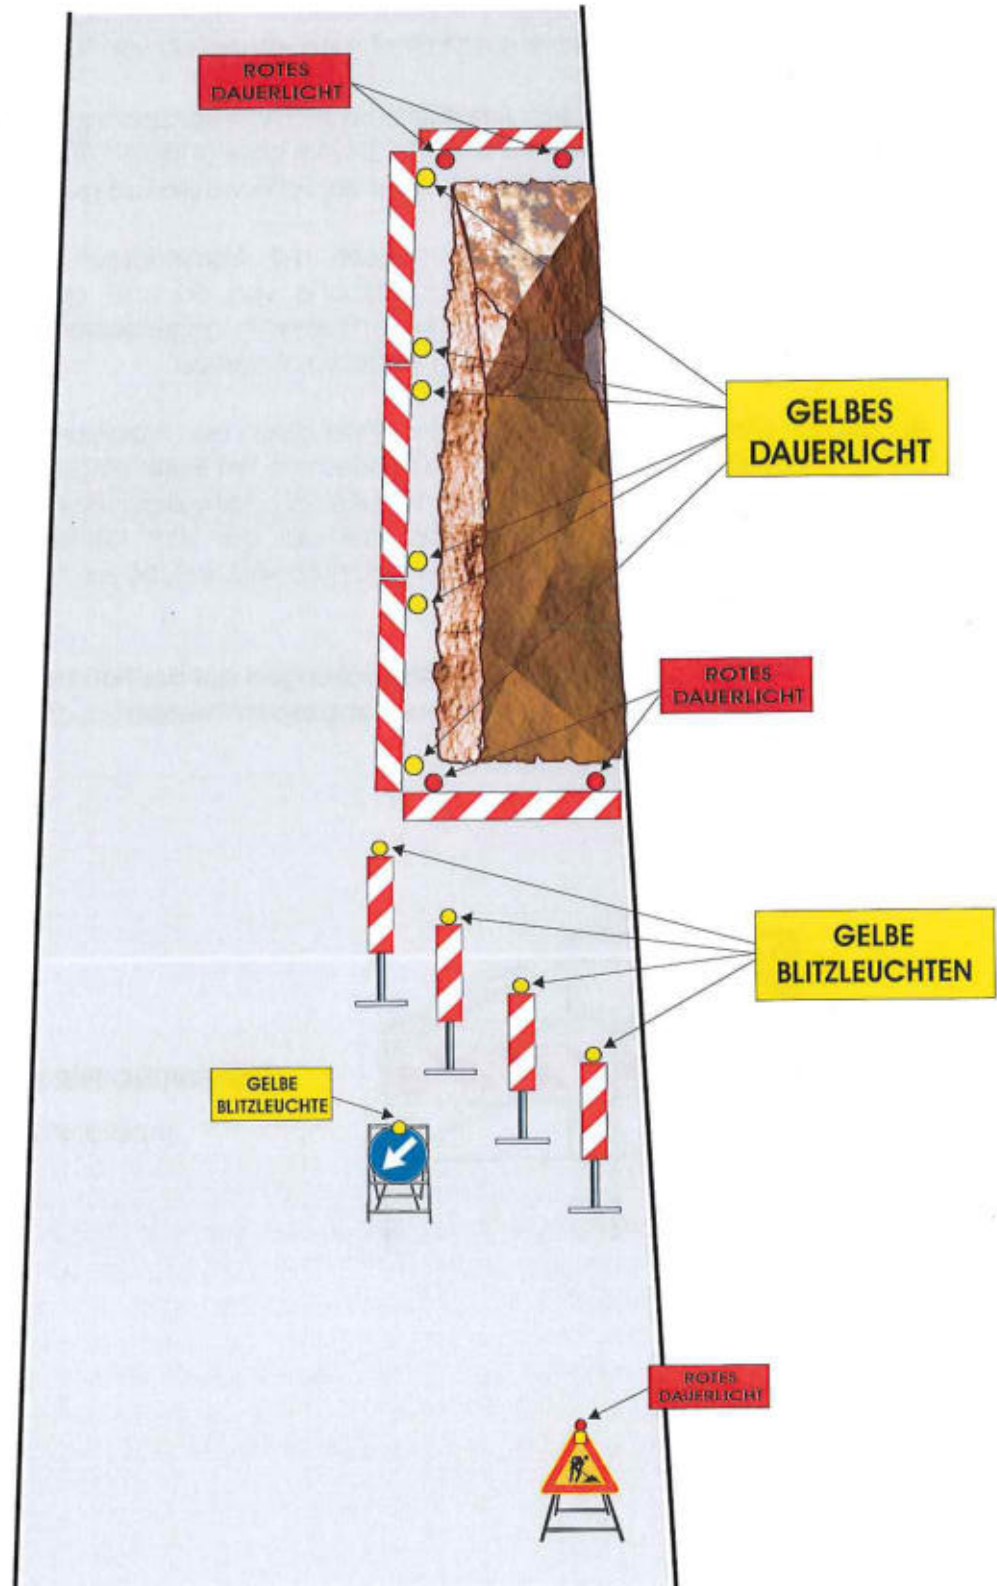 ROTES
DAUERLICHT
GELBES
DAUERLICHT
ROTES
DAUERLICHT
GELBE
BLITZLEUCHTEN
GELBE
BLITZLEUCHTE
ROTES
DAUERLICHT